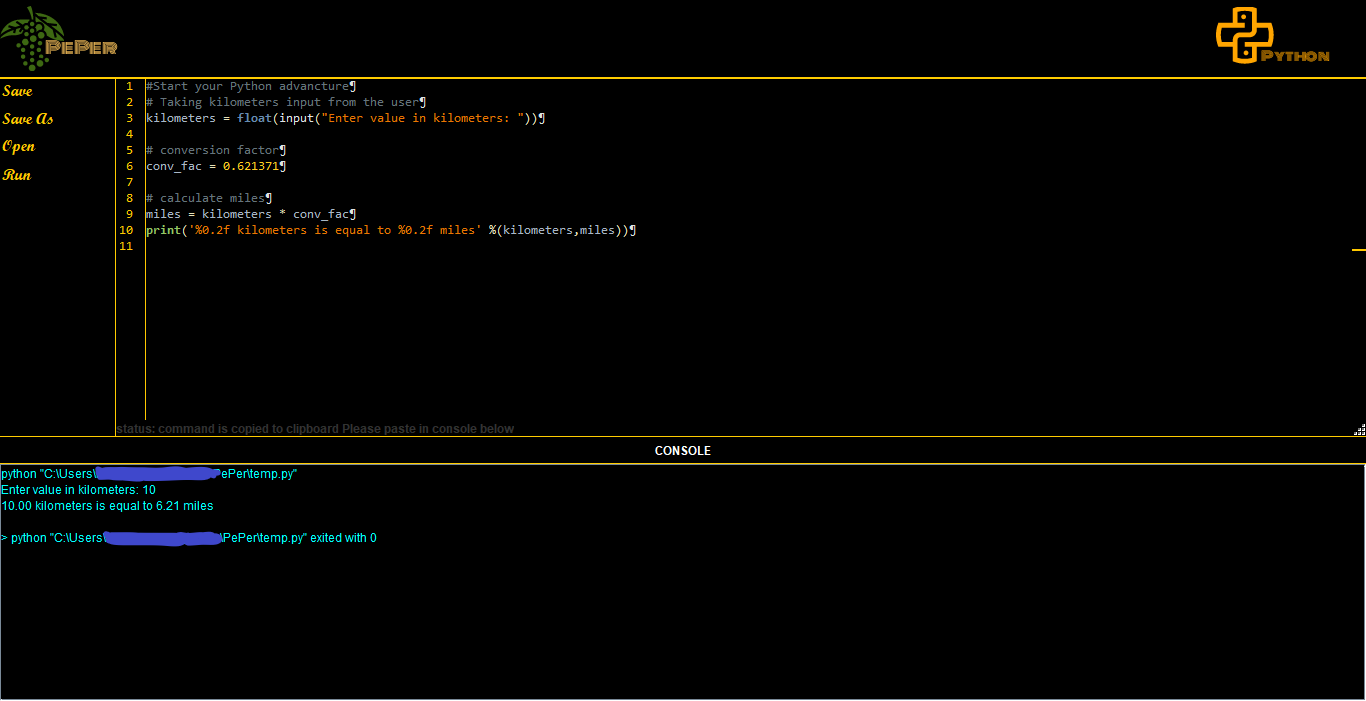 PEPER
PYTHON
Save
Save As
Open
Run
1 #Start your Python advancture¶
2 # Taking kilometers input from the user¶
3 kilometers = float(input("Enter value in kilometers: "))¶
4
5 # conversion factor¶
6 conv_fac = 0.621371¶
7
8 # calculate miles¶
9 miles = kilometers * conv_fac¶
10 print('%0.2f kilometers is equal to %0.2f miles' %(kilometers,miles))¶
11
status: command is copied to clipboard Please paste in console below
CONSOLE
python "C:\Users\ePer\temp.py"
Enter value in kilometers: 10
10.00 kilometers is equal to 6.21 miles
> python "C:\Users\PePer\temp.py" exited with 0